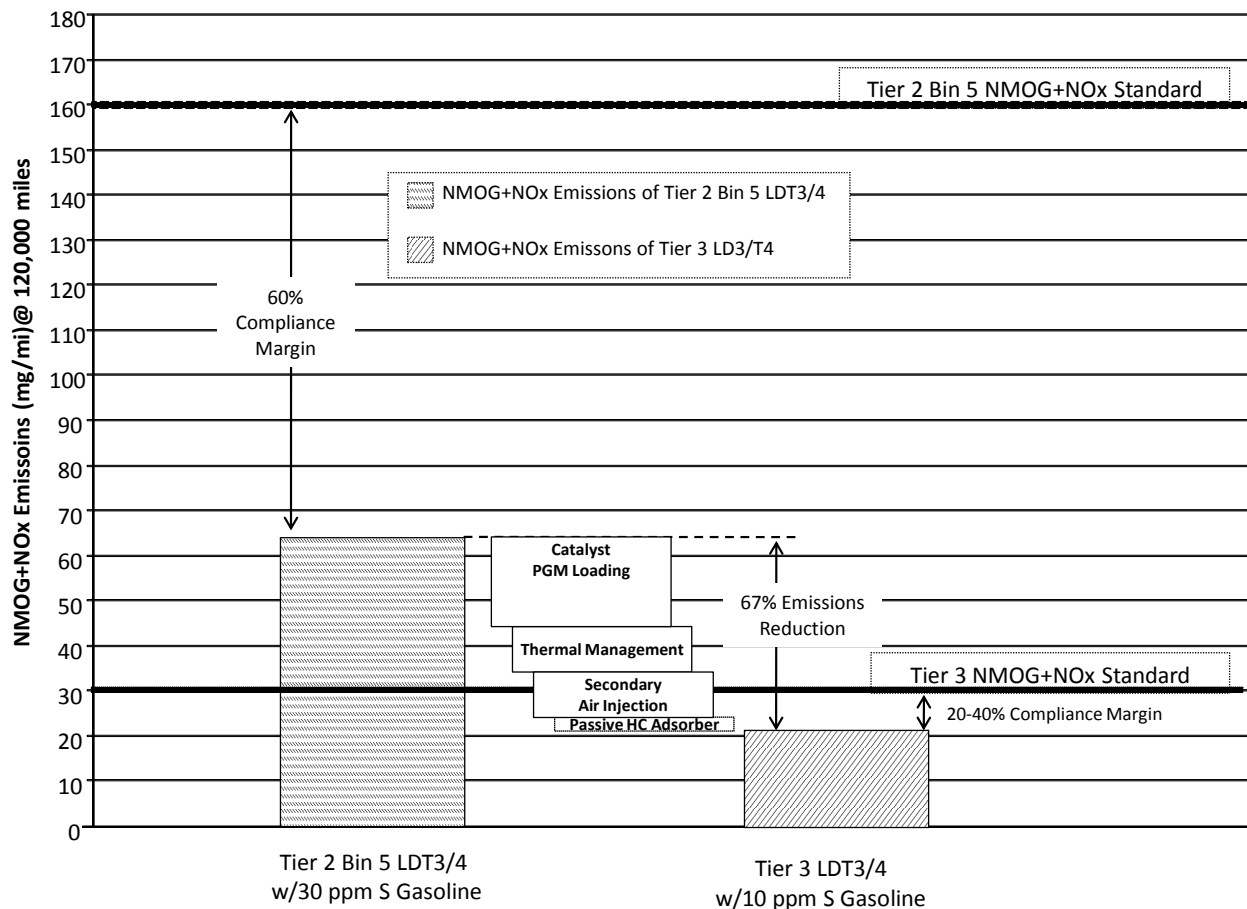 180
170
160
150
140
130
120
110
100
90
80
70
60
50
40
30
20
10
0
NMOG+NOx Emissoins (mg/mi)@ 120,000 miles
Tier 2 Bin 5 NMOG+NOx Standard
NMOG+NOx Emissions of Tier 2 Bin 5 LDT3/4
NMOG+NOx Emissons of Tier 3 LD3/T4
60%
Compliance
Margin
Catalyst
PGM Loading
Thermal Management
Secondary
Air Injection
Passive HC Adsorber
67% Emissions
Reduction
Tier 3 NMOG+NOx Standard
20-40% Compliance Margin
Tier 2 Bin 5 LDT3/4
w/30 ppm S Gasoline
Tier 3 LDT3/4
w/10 ppm S Gasoline